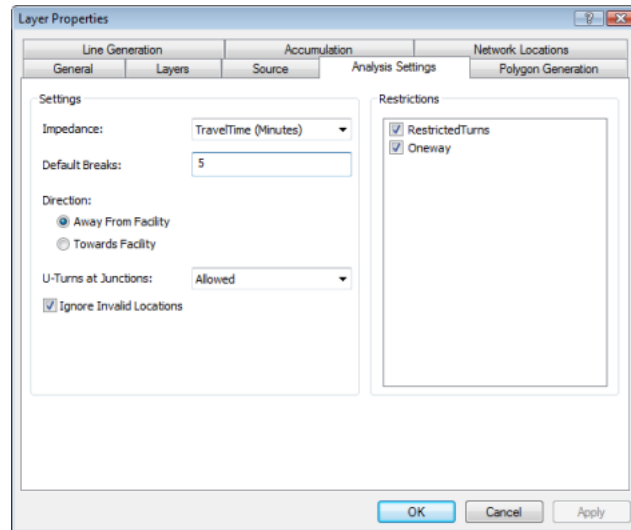 Layer Properties
Line Generation Accumulation Network Locations
General Layers Source Analysis Settings Polygon Generation
Settings
Impedance: TravelTime (Minutes)
Default Breaks: 5
Direction:
Away From Facility
Towards Facility
U-Turns at Junctions: Allowed
Ignore Invalid Locations
Restrictions
RestrictedTurns
Oneway
OK Cancel Apply